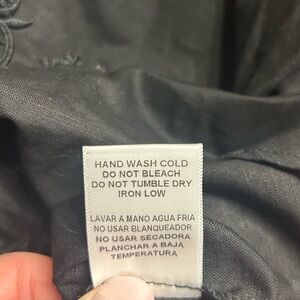 HAND WASH COLD
DO NOT BLEACH
DO NOT TUMBLE DRY
IRON LOW
LAVAR A MANO AGUA FRIA
NO USAR BLANQUEADOR
NO USAR SECADORA
PLANCHAR A BAJA
TEMPERATURA